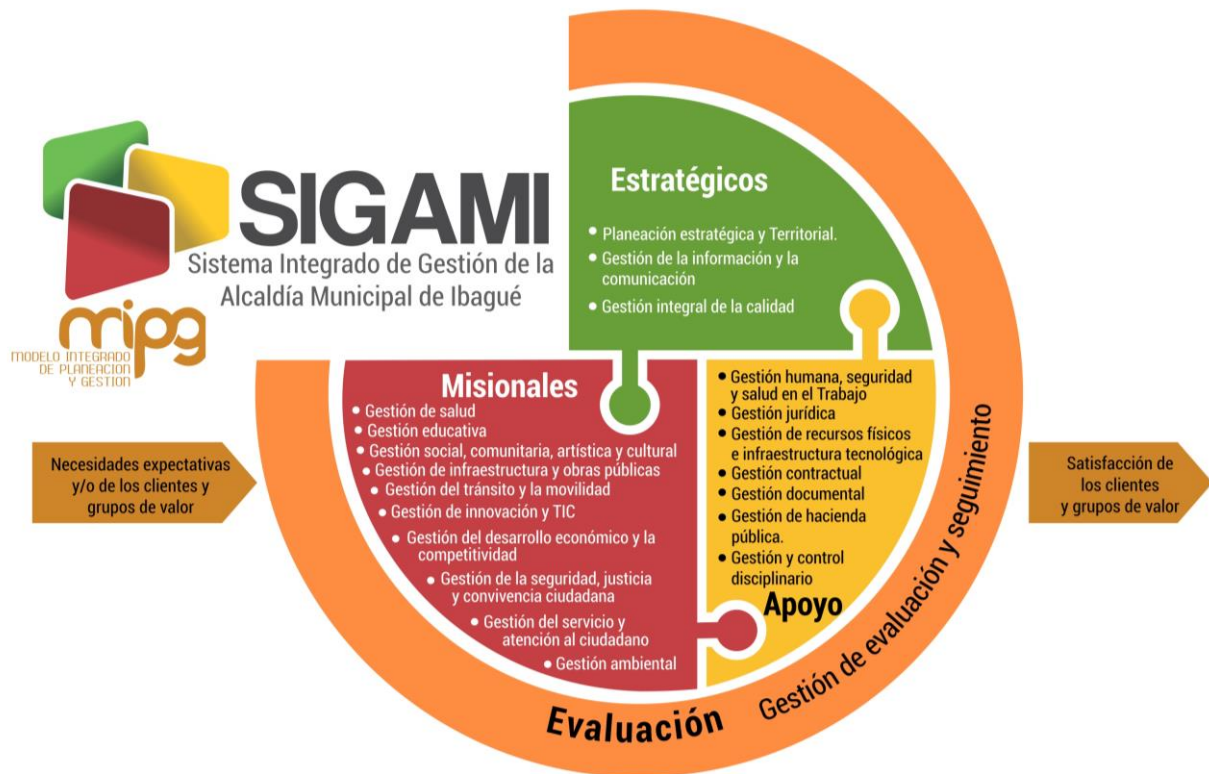 SIGAMI
Sistema Integrado de Gestión de la
Alcaldía Municipal de Ibagué
mipg
MODELO INTEGRADO
DE PLANEACION
Y GESTION
Necesidades expectativas
y/o de los clientes y
grupos de valor
Estratégicos
• Planeación estratégica y Territorial.
• Gestión de la información y la
comunicación
• Gestión integral de la calidad
Misionales
• Gestión de salud
• Gestión educativa
• Gestión social, comunitaria, artística y cultural
• Gestión de infraestructura y obras públicas
• Gestión del tránsito y la movilidad
• Gestión de innovación y TIC
• Gestión del desarrollo económico y la
competitividad
• Gestión de la seguridad, justicia
y convivencia ciudadana
• Gestión del servicio y
atención al ciudadano
• Gestión ambiental
• Gestión humana, seguridad
y salud en el Trabajo
• Gestión jurídica
• Gestión de recursos físicos
e infraestructura tecnológica
• Gestión contractual
• Gestión documental
• Gestión de hacienda
pública.
• Gestión y control
disciplinario
Apoyo
Evaluación
Gestión de evaluación y seguimiento
Satisfacción de
los clientes
y grupos de valor